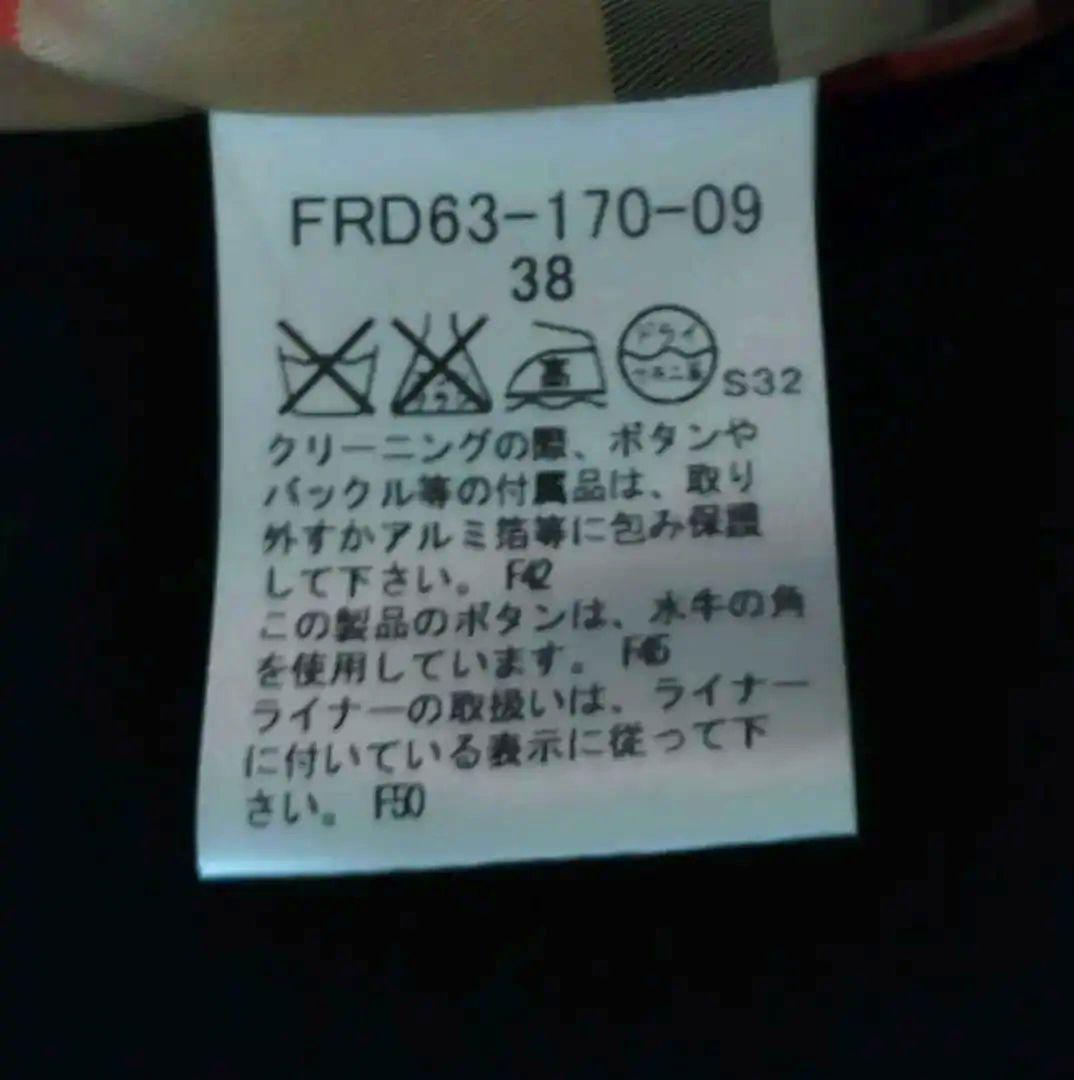 FRD63-170-09
38
高
ドライ
S32
クリーニングの際、ボタンや
バックル等の付属品は、取り
外すかアルミ箔等に包み保護
して下さい。 F42
この製品のボタンは、水牛の角
を使用しています。 F45
ライナーの取扱いは、ライナー
に付いている表示に従って下
さい。 F50